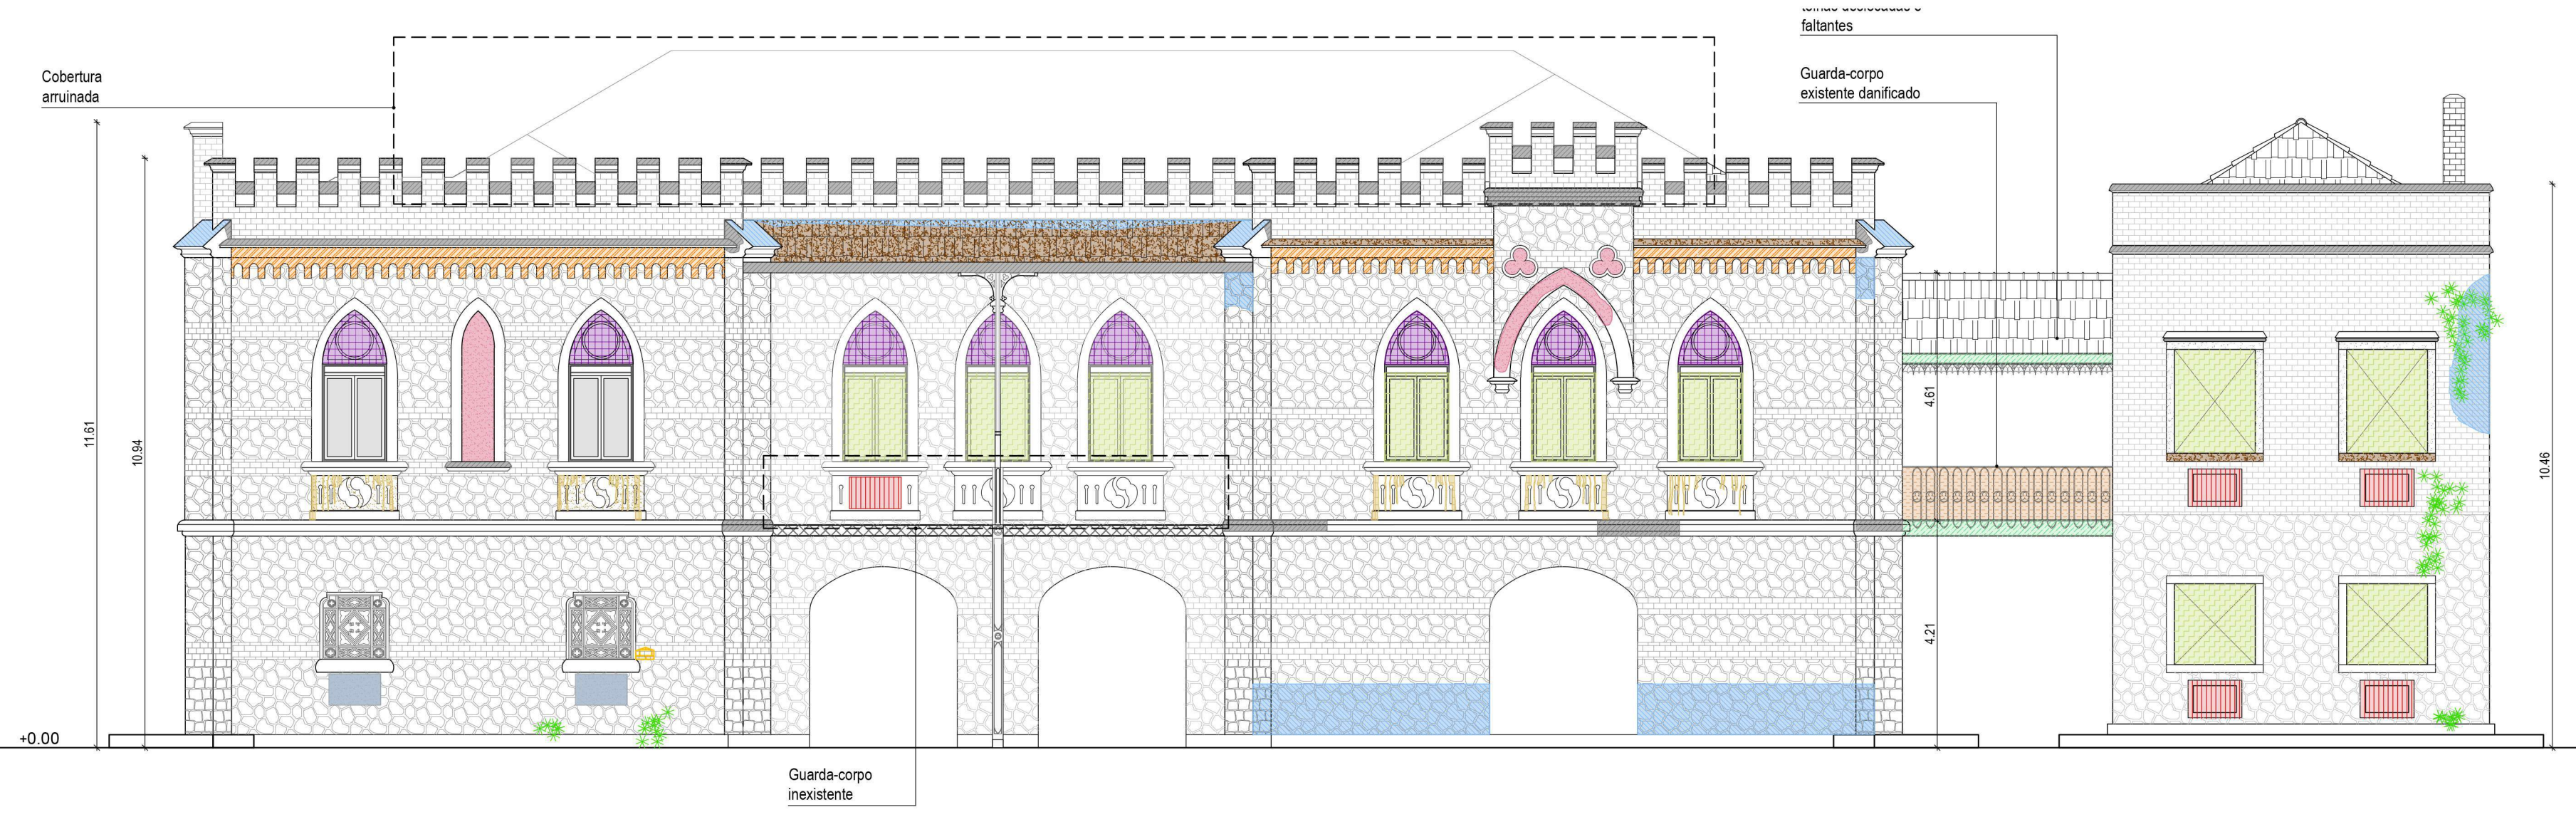 faltantes
Cobertura
arruinada
Guarda-corpo
existente danificado
11.61
10.94
4.61
10.46
4.21
+0.00
Guarda-corpo
inexistente